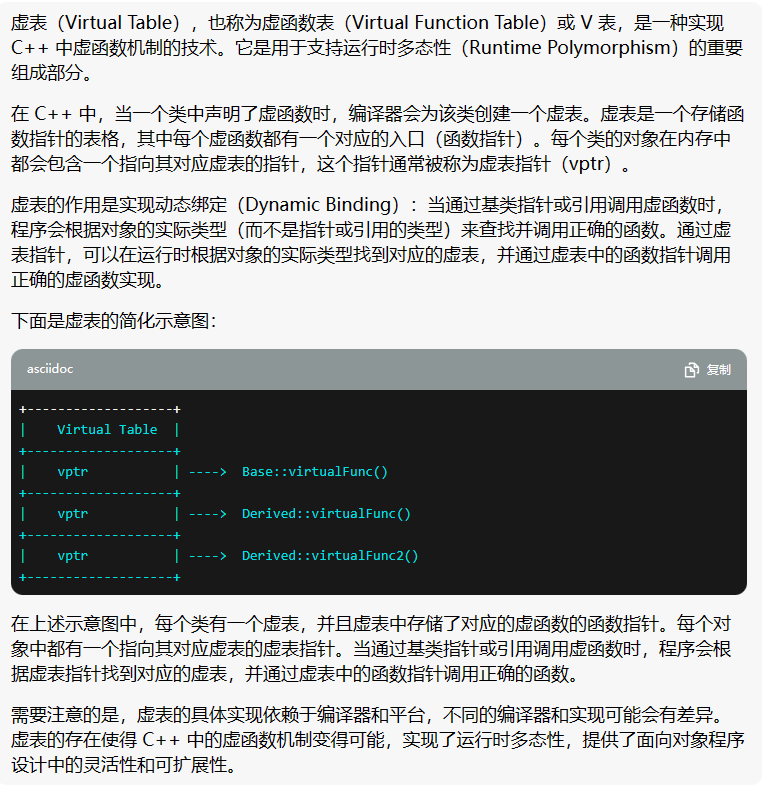 虚表（Virtual Table），也称为虚函数表（Virtual Function Table）或 V 表，是一种实现
C++ 中虚函数机制的技术。它是用于支持运行时多态性（Runtime Polymorphism）的重要
组成部分。
在 C++ 中，当一个类中声明了虚函数时，编译器会为该类创建一个虚表。虚表是一个存储函
数指针的表格，其中每个虚函数都有一个对应的入口（函数指针）。每个类的对象在内存中
都会包含一个指向其对应虚表的指针，这个指针通常被称为虚表指针（vptr）。
虚表的作用是实现动态绑定（Dynamic Binding）：当通过基类指针或引用调用虚函数时，
程序会根据对象的实际类型（而不是指针或引用的类型）来查找并调用正确的函数。通过虚
表指针，可以在运行时根据对象的实际类型找到对应的虚表，并通过虚表中的函数指针调用
正确的虚函数实现。
下面是虚表的简化示意图：
asciidoc 复制
+-------------------+
|    Virtual Table  |
+-------------------+
|    vptr           | ---->  Base::virtualFunc()
+-------------------+
|    vptr           | ---->  Derived::virtualFunc()
+-------------------+
|    vptr           | ---->  Derived::virtualFunc2()
+-------------------+
在上述示意图中，每个类有一个虚表，并且虚表中存储了对应的虚函数的函数指针。每个对
象中都有一个指向其对应虚表的虚表指针。当通过基类指针或引用调用虚函数时，程序会根
据虚表指针找到对应的虚表，并通过虚表中的函数指针调用正确的函数。
需要注意的是，虚表的具体实现依赖于编译器和平台，不同的编译器和实现可能会有差异。
虚表的存在使得 C++ 中的虚函数机制变得可能，实现了运行时多态性，提供了面向对象程序
设计中的灵活性和可扩展性。